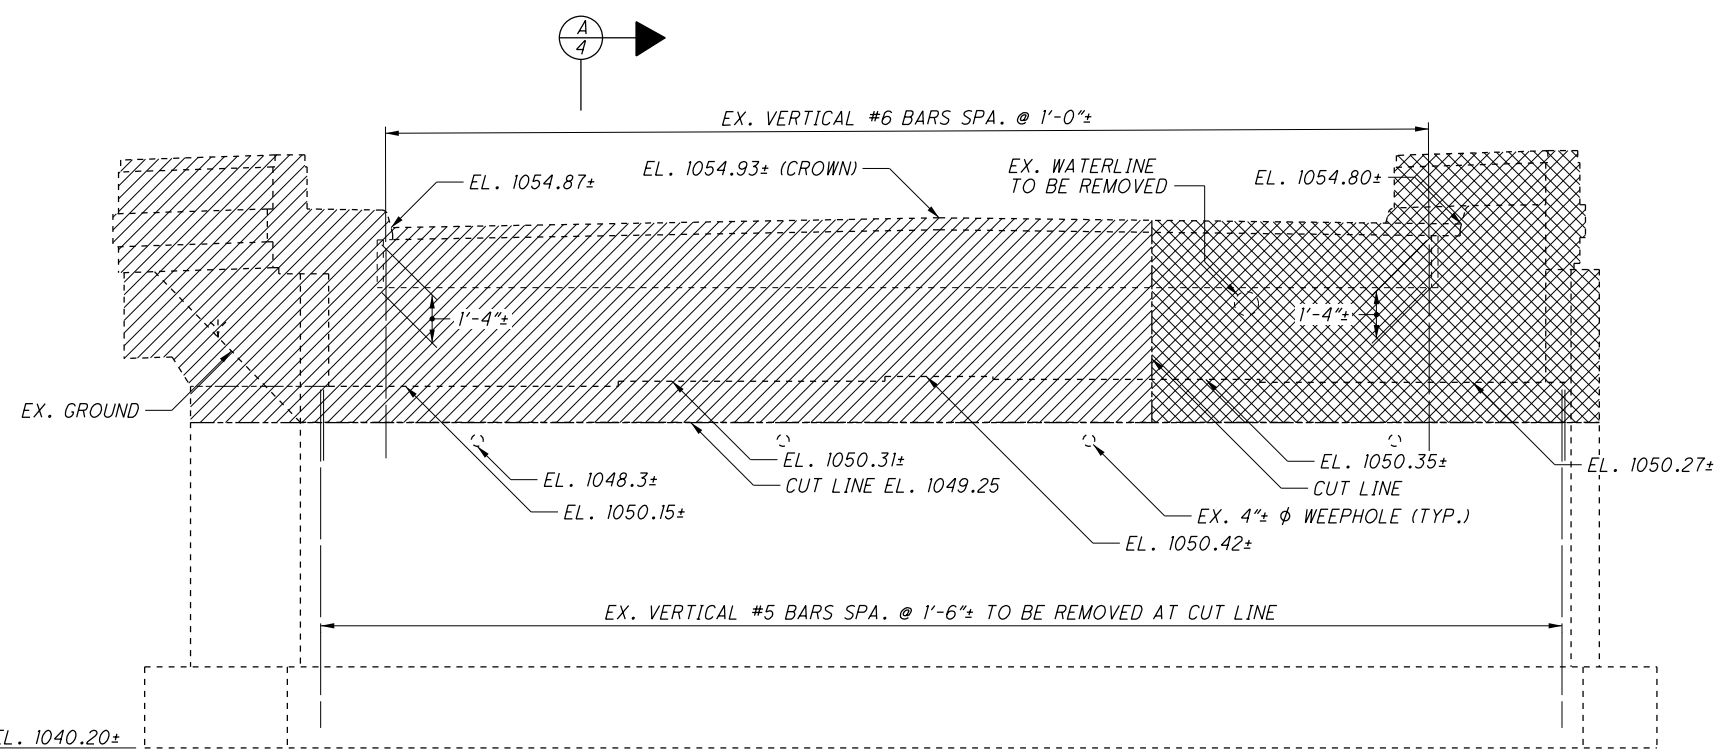 A
4
EX. VERTICAL #6 BARS SPA. @ 1'-0"±
EL. 1054.87±
EL. 1054.93± (CROWN)
EX. WATERLINE
TO BE REMOVED
EL. 1054.80±
1'-4"±
1'-4"±
EX. GROUND
EL. 1048.3±
EL. 1050.15±
EL. 1050.31±
CUT LINE EL. 1049.25
EL. 1050.35±
CUT LINE
EL. 1050.27±
EX. 4"± ϕ WEEPHOLE (TYP.)
EL. 1050.42±
EX. VERTICAL #5 BARS SPA. @ 1'-6"± TO BE REMOVED AT CUT LINE
EL. 1040.20±